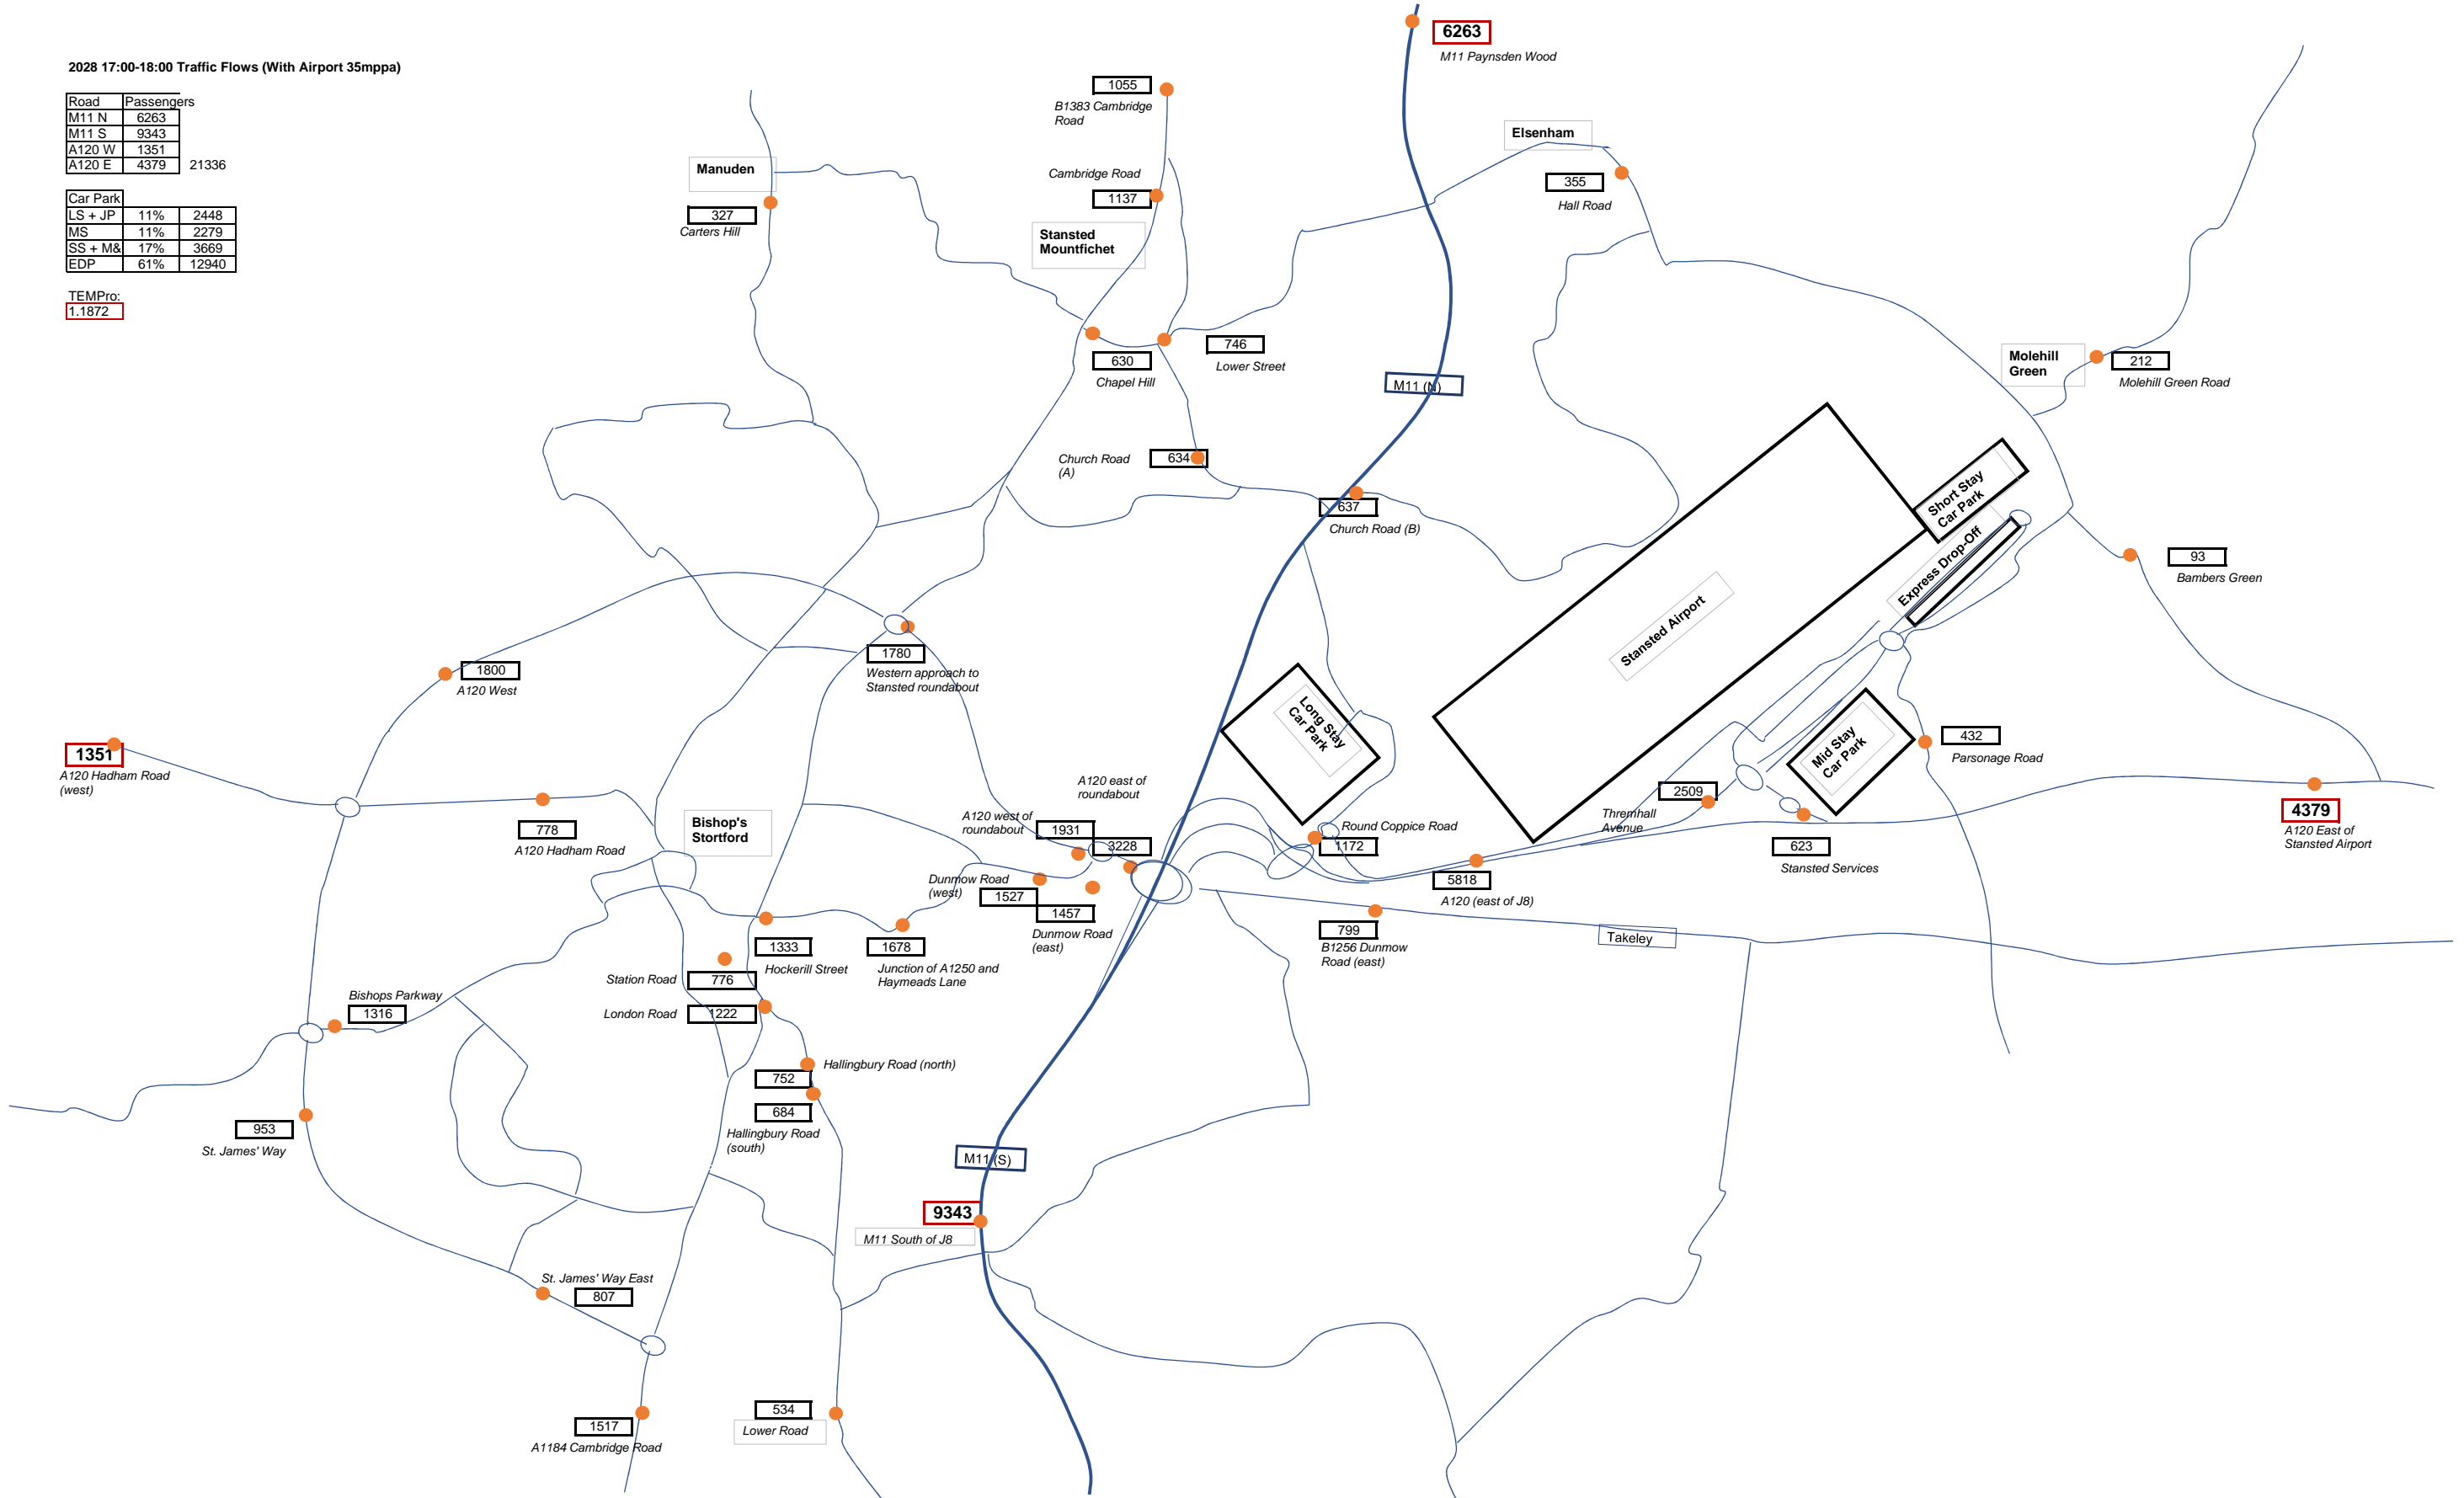 2028 17:00-18:00 Traffic Flows (With Airport 35mppa)
Road Passengers
M11 N 6263
M11 S 9343
A120 W 1351
A120 E 4379 21336
Car Park
LS + JP 11% 2448
MS 11% 2279
SS + M& 17% 3669
EDP 61% 12940
TEMPro:
1.1872
6263
M11 Paynsden Wood
1055
B1383 Cambridge
Road
Elsenham
Manuden
Cambridge Road
1137
355
Hall Road
327
Carters Hill
Stansted
Mountfichet
630
Chapel Hill
746
Lower Street
M11 (N)
Molehill
Green
212
Molehill Green Road
Church Road
(A)
634
637
Church Road (B)
Short Stay
Car Park
Express Drop-Off
93
Bambers Green
Stansted Airport
1780
Western approach to
Stansted roundabout
1800
A120 West
Long Stay
Car Park
Mid Stay
Car Park
432
Parsonage Road
1351
A120 Hadham Road
(west)
A120 east of
roundabout
2509
Thremhall
Avenue
4379
A120 East of
Stansted Airport
778
A120 Hadham Road
Bishop's
Stortford
A120 west of
roundabout
1931
3228
Round Coppice Road
1172
623
Stansted Services
Dunmow Road
(west)
1527
1457
Dunmow Road
(east)
5818
A120 (east of J8)
799
B1256 Dunmow
Road (east)
Takeley
1333
Hockerill Street
1678
Junction of A1250 and
Haymeads Lane
Station Road
776
London Road
1222
Bishops Parkway
1316
Hallingbury Road (north)
752
684
Hallingbury Road
(south)
953
St. James' Way
M11 (S)
9343
M11 South of J8
St. James' Way East
807
534
Lower Road
1517
A1184 Cambridge Road